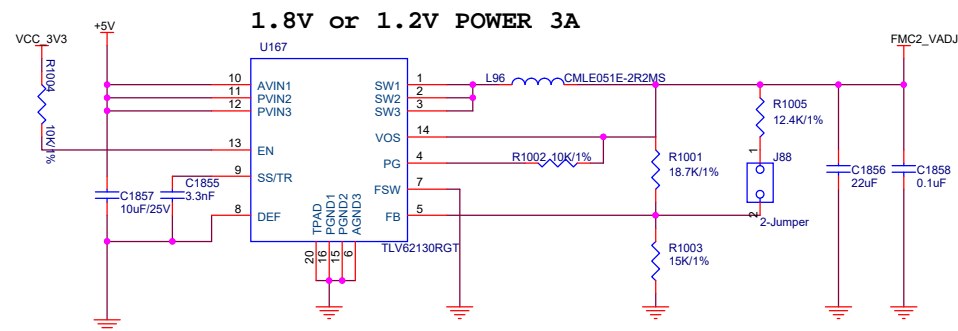 1.8V or 1.2V POWER 3A
+5V
VCC_3V3
FMC2_VADJ
U167
R1004
10K/1%
10 AVIN1
11 PVIN2
12 PVIN3
13 EN
9 SS/TR
8 DEF
SW1 1
SW2 2
SW3 3
VOS 14
PG 4
FSW 7
FB 5
TPAD 20
PGND1 16
PGND2 15
AGND3 6
TLV62130RGT
L96 CMLE051E-2R2MS
R1002 10K/1%
R1001
18.7K/1%
R1003
15K/1%
R1005
12.4K/1%
J88
1
2
2-Jumper
C1857
10uF/25V
C1855
3.3nF
C1856
22uF
C1858
0.1uF